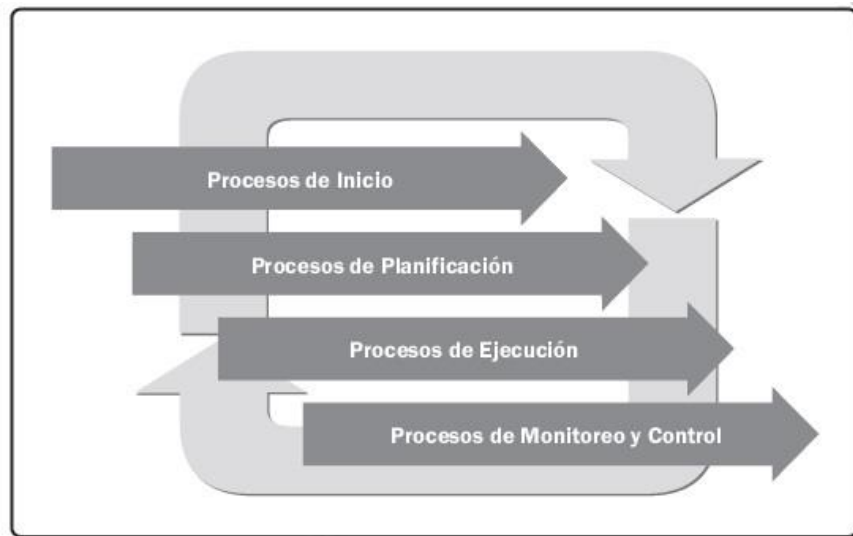 Procesos de Inicio
Procesos de Planificación
Procesos de Ejecución
Procesos de Monitoreo y Control